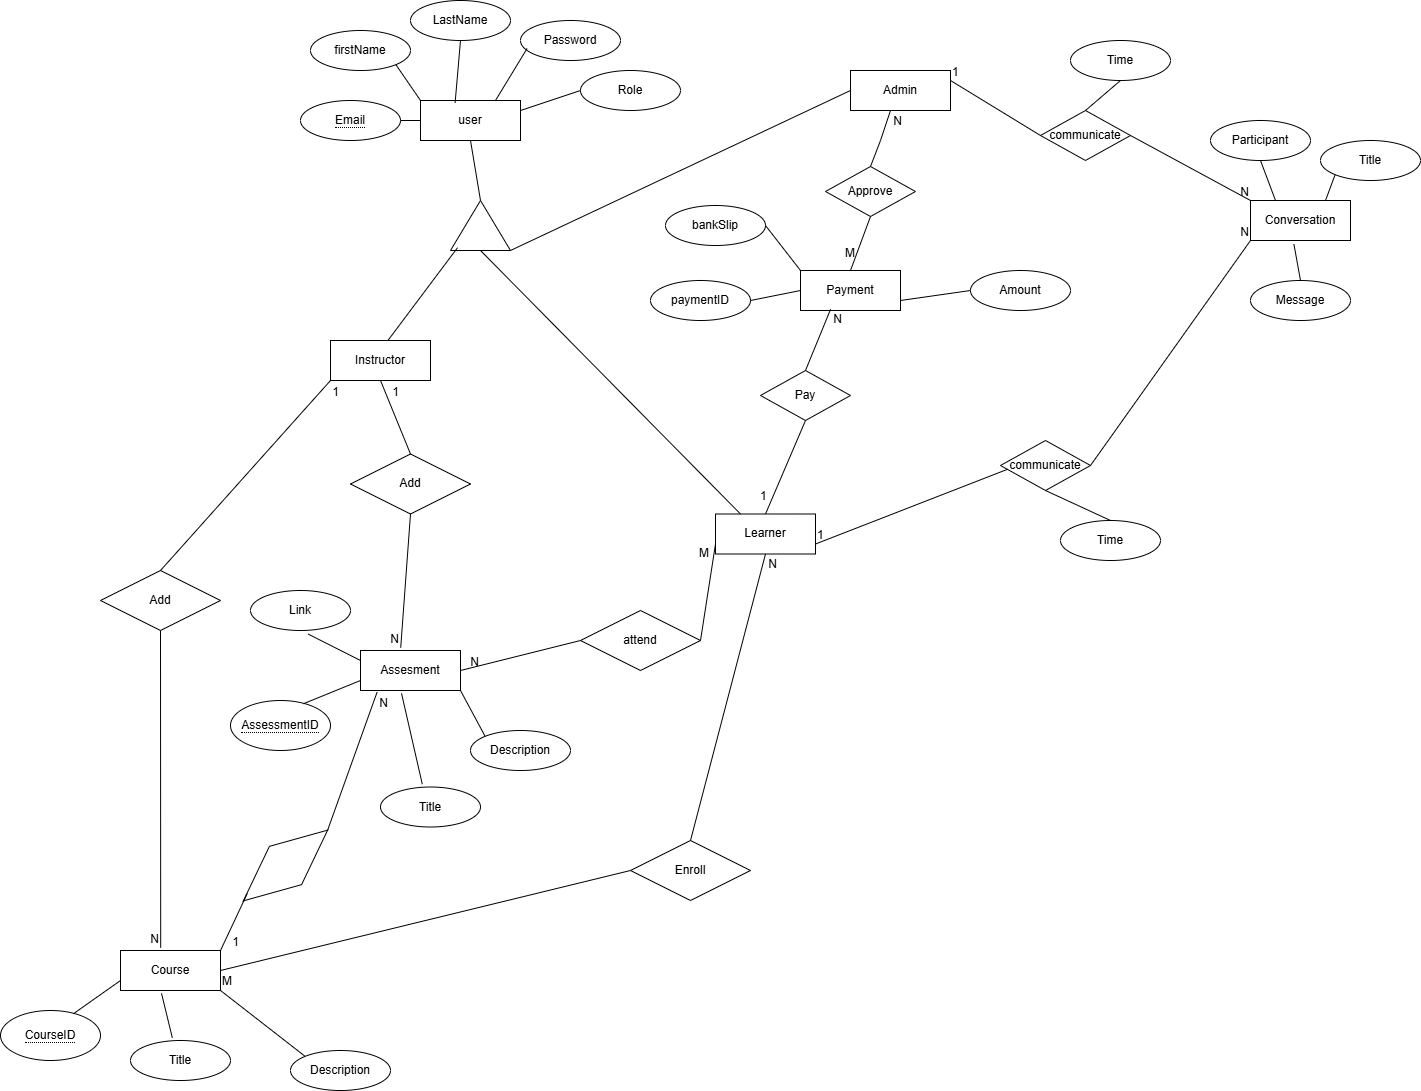 LastName
firstName
Password
Time
Admin
1
Role
Email
user
N
communicate
Participant
Title
Approve
N
bankSlip
Conversation
N
M
paymentID
Payment
Amount
Message
N
Instructor
1
1
Pay
communicate
Add
1
Learner
1
Time
M
N
Add
Link
attend
N
N
Assesment
N
AssessmentID
Description
Title
Enroll
N
1
Course
M
CourseID
Title
Description